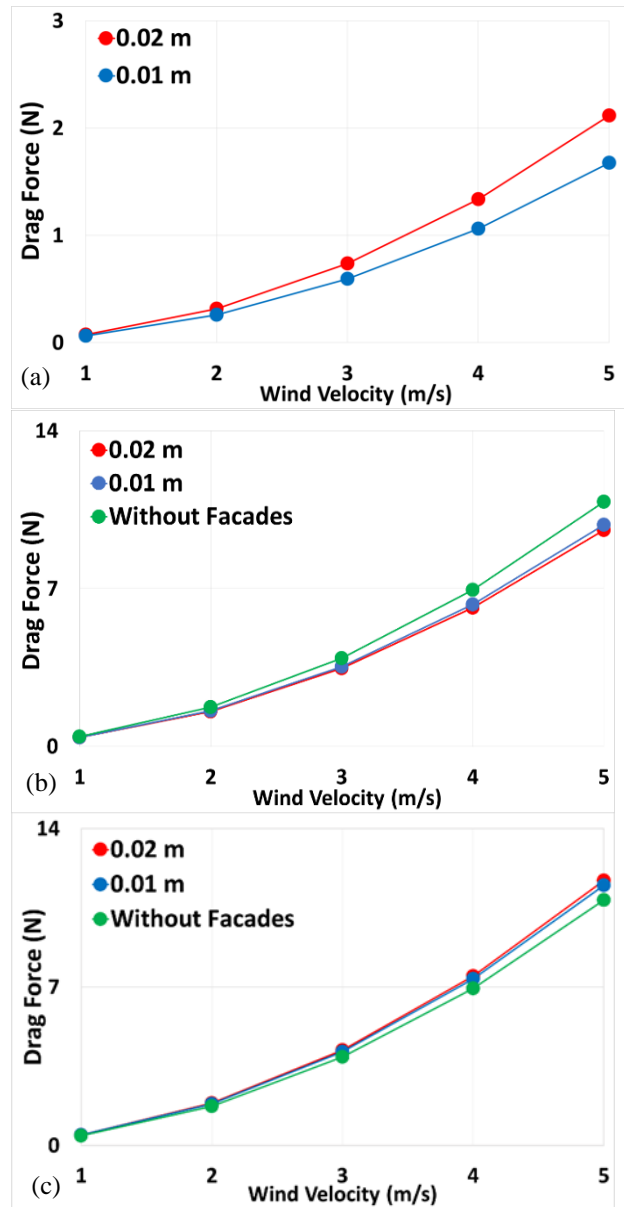 3
0.02 m
0.01 m
2
1
0
Drag Force (N)
1 2 3 4 5
(a)
Wind Velocity (m/s)
14
0.02 m
0.01 m
Without Facades
7
0
Drag Force (N)
1 2 3 4 5
(b)
Wind Velocity (m/s)
14
0.02 m
0.01 m
Without Facades
7
0
Drag Force (N)
1 2 3 4 5
(c)
Wind Velocity (m/s)